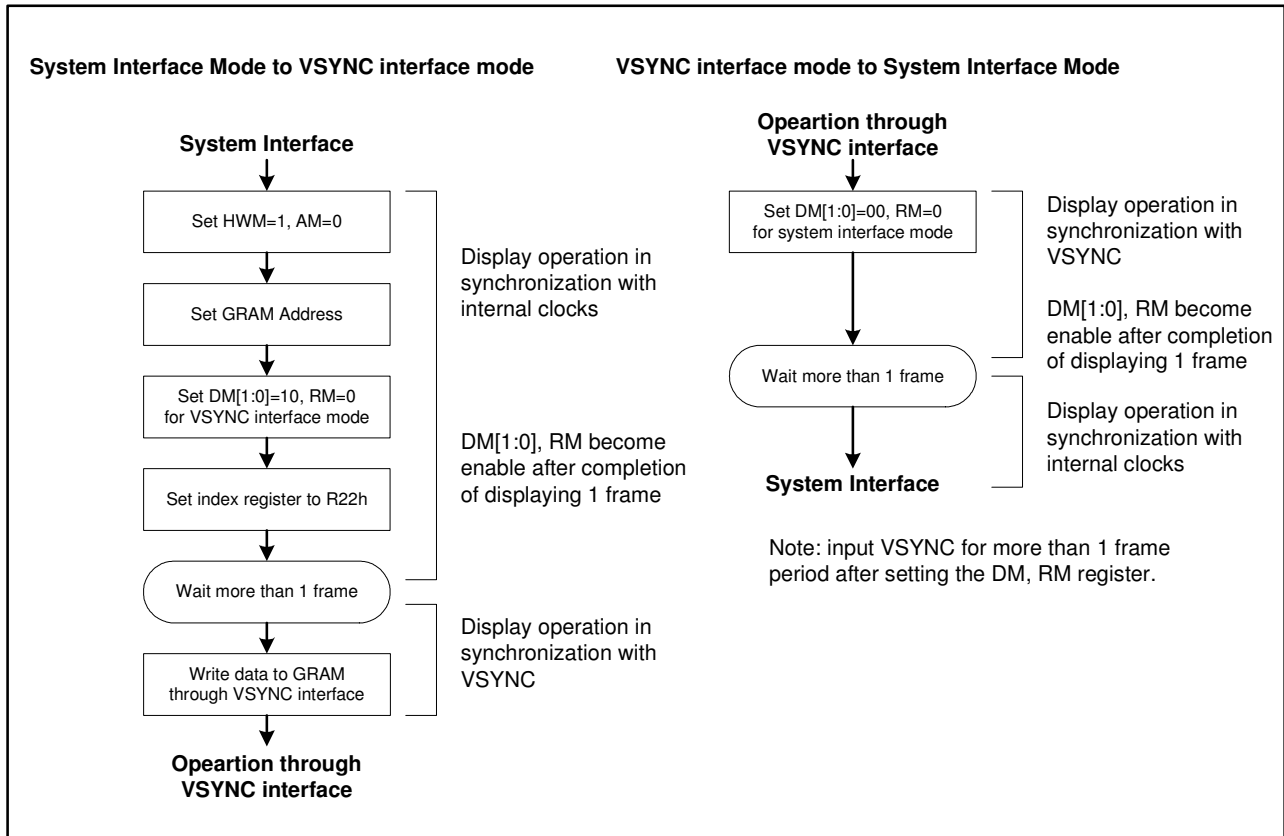 System Interface Mode to VSYNC interface mode
System Interface
Set HWM=1, AM=0
Set GRAM Address
Set DM[1:0]=10, RM=0
for VSYNC interface mode
Set index register to R22h
Wait more than 1 frame
Write data to GRAM
through VSYNC interface
Opeartion through
VSYNC interface
Display operation in
synchronization with
internal clocks
DM[1:0], RM become
enable after completion
of displaying 1 frame
Display operation in
synchronization with
VSYNC
VSYNC interface mode to System Interface Mode
Opeartion through
VSYNC interface
Set DM[1:0]=00, RM=0
for system interface mode
Wait more than 1 frame
System Interface
Display operation in
synchronization with
VSYNC
DM[1:0], RM become
enable after completion
of displaying 1 frame
Display operation in
synchronization with
internal clocks
Note: input VSYNC for more than 1 frame
period after setting the DM, RM register.